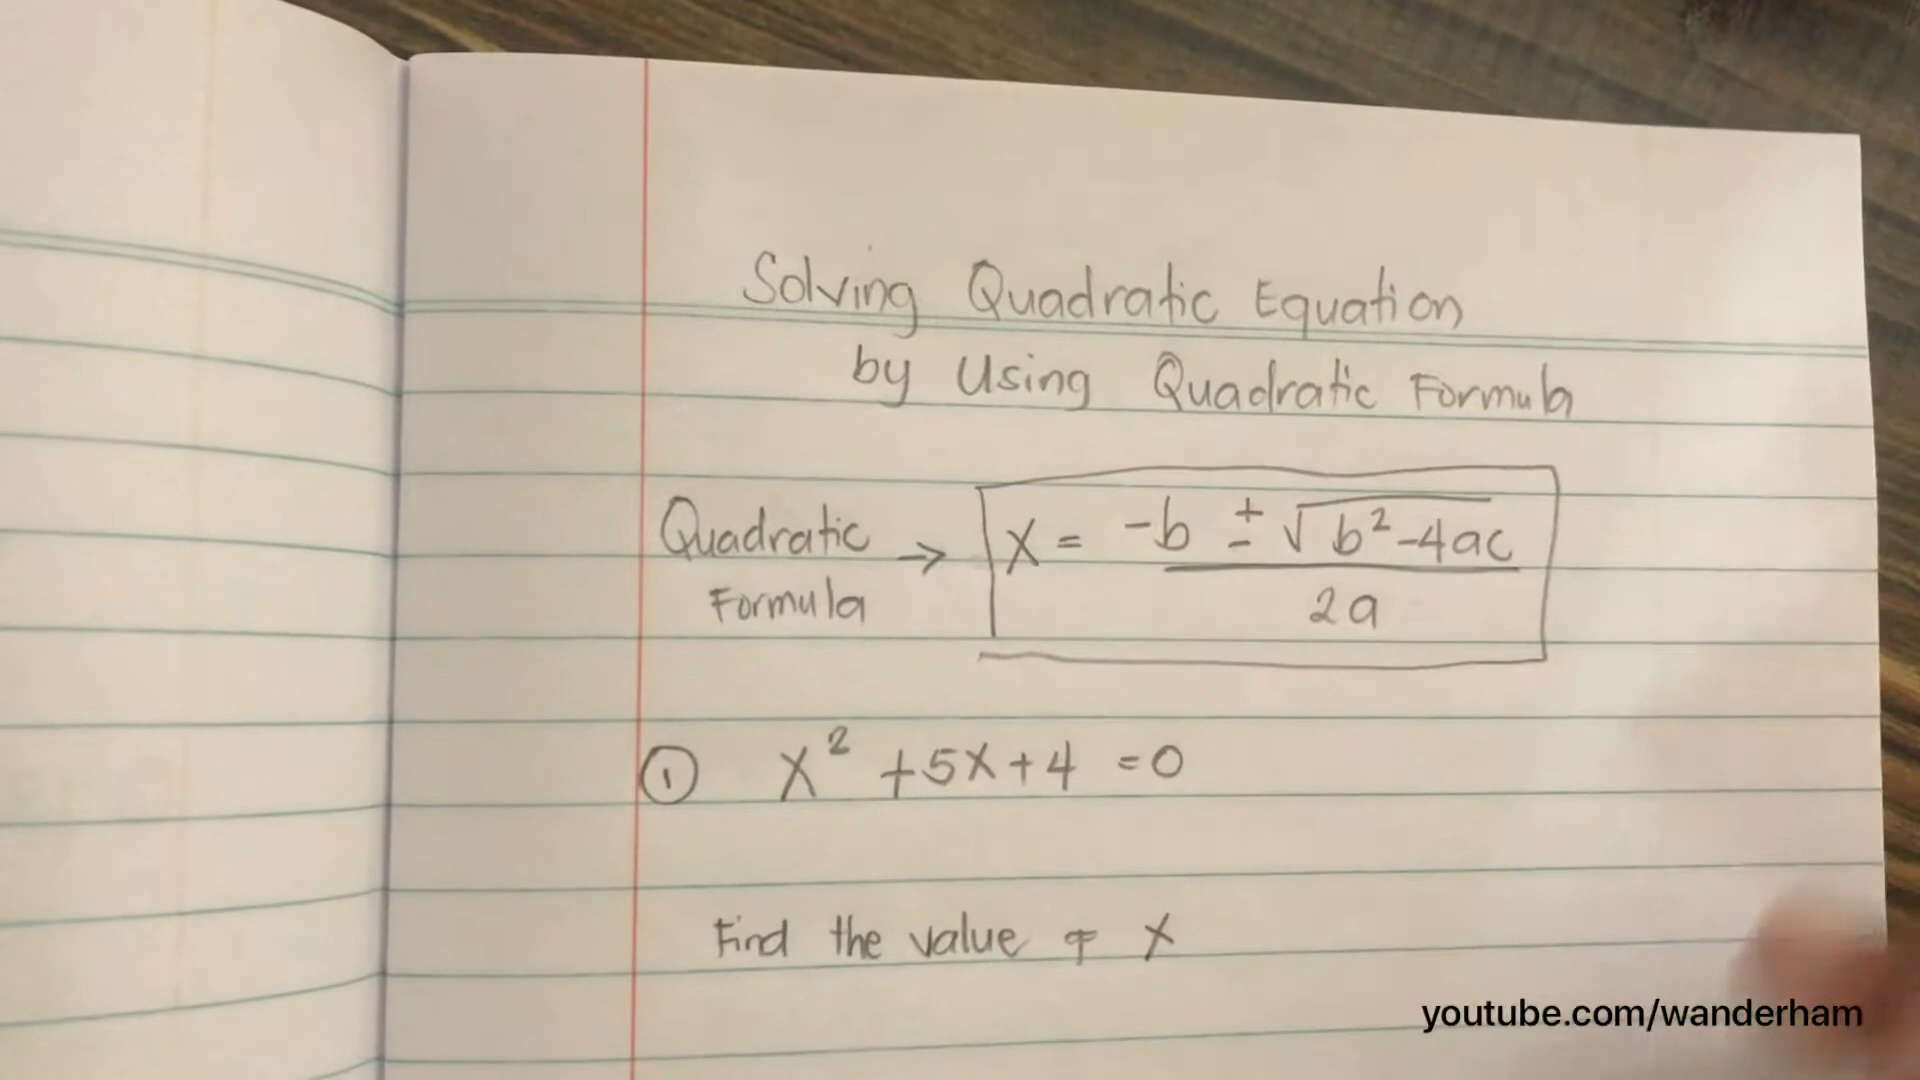 Solving Quadratic Equation
by Using Quadratic Formula
Quadratic Formula → x = -b ± √b²-4ac / 2a
① x² +5x+4 =0
Find the value of x
youtube.com/wanderham